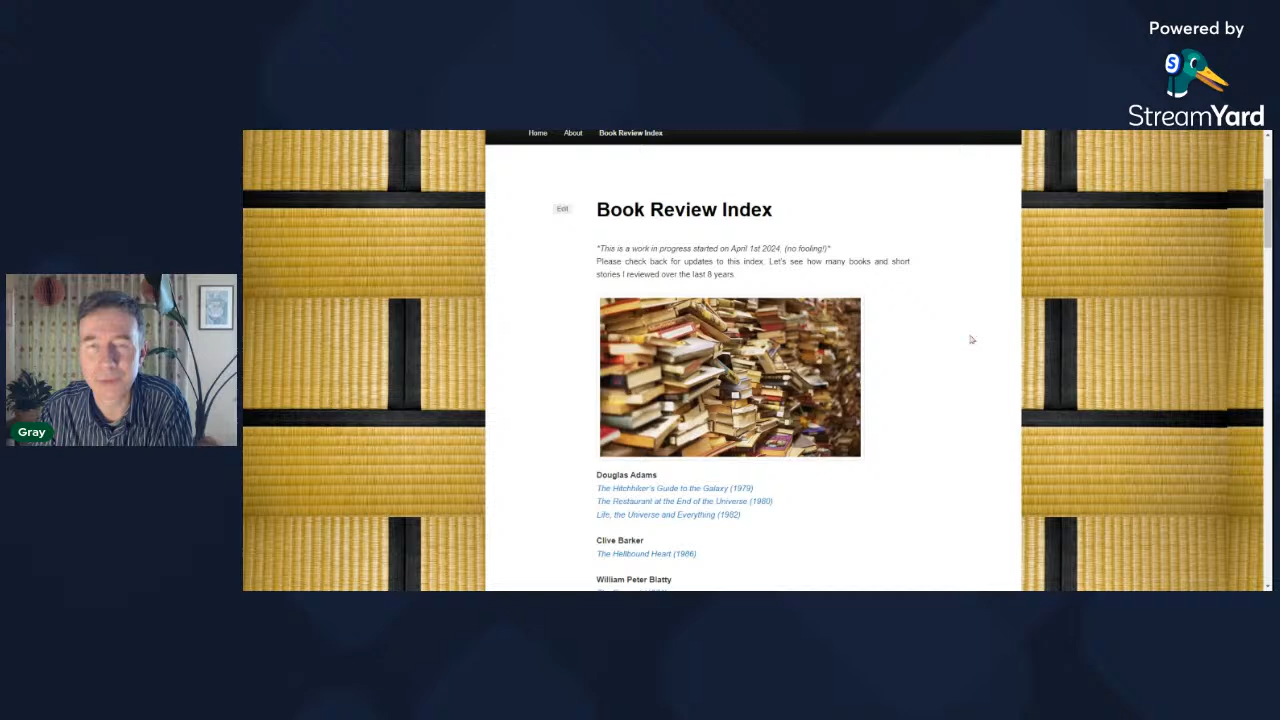 Powered by
S
StreamYard
Home About Book Review Index
Edit
Book Review Index
*This is a work in progress started on April 1st 2024. (no fooling!)*
Please check back for updates to this index. Let's see how many books and short
stories I reviewed over the last 8 years.
Douglas Adams
The Hitchhiker's Guide to the Galaxy (1979)
The Restaurant at the End of the Universe (1980)
Life, the Universe and Everything (1982)
Gray
Clive Barker
The Hellbound Heart (1986)
William Peter Blatty